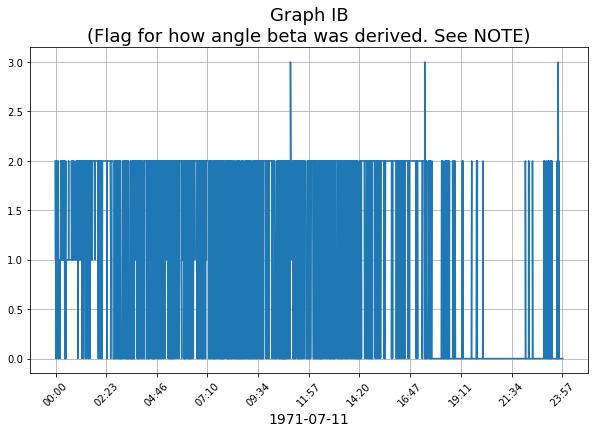 Graph IB
(Flag for how angle beta was derived. See NOTE)
3.0
2.5
2.0
1.5
1.0
0.5
0.0
00:00 02:23 04:46 07:10 09:34 11:57 14:20 16:47 19:11 21:34 23:57
1971-07-11